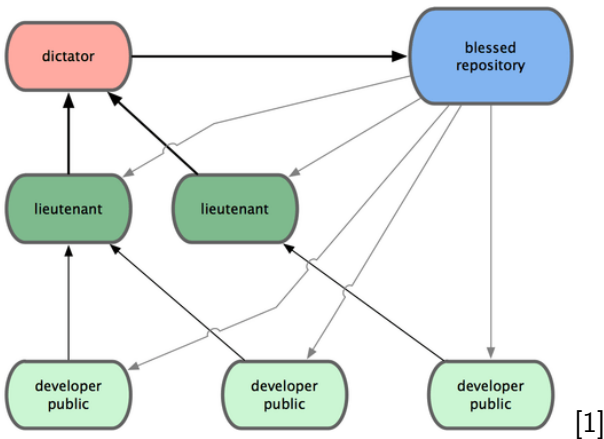 dictator
blessed
repository
lieutenant
lieutenant
developer
public
developer
public
developer
public
[1]